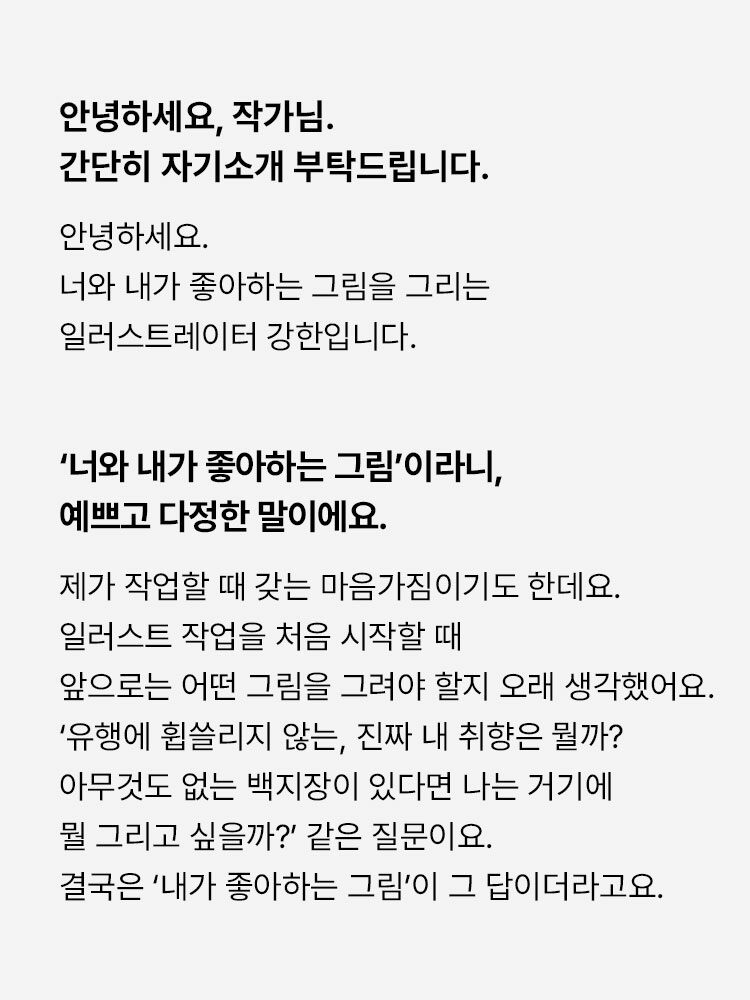 안녕하세요, 작가님.
간단히 자기소개 부탁드립니다.
안녕하세요.
너와 내가 좋아하는 그림을 그리는
일러스트레이터 강한입니다.
‘너와 내가 좋아하는 그림’이라니,
예쁘고 다정한 말이에요.
제가 작업할 때 갖는 마음가짐이기도 한데요.
일러스트 작업을 처음 시작할 때
앞으로는 어떤 그림을 그려야 할지 오래 생각했어요.
‘유행에 휩쓸리지 않는, 진짜 내 취향은 뭘까?
아무것도 없는 백지장이 있다면 나는 거기에
뭘 그리고 싶을까?’ 같은 질문이요.
결국은 ‘내가 좋아하는 그림’이 그 답이더라고요.